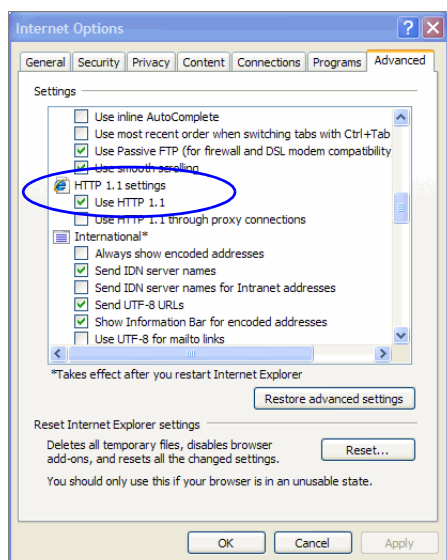 Internet Options
General Security Privacy Content Connections Programs Advanced
Settings
Use inline AutoComplete
Use most recent order when switching tabs with Ctrl+Tab
Use Passive FTP (for firewall and DSL modem compatibility
Use smooth scrolling
HTTP 1.1 settings
Use HTTP 1.1
Use HTTP 1.1 through proxy connections
International*
Always show encoded addresses
Send IDN server names
Send IDN server names for Intranet addresses
Send UTF-8 URLs
Show Information Bar for encoded addresses
Use UTF-8 for mailto links
*Takes effect after you restart Internet Explorer
Restore advanced settings
Reset Internet Explorer settings
Deletes all temporary files, disables browser
add-ons, and resets all the changed settings.
Reset...
You should only use this if your browser is in an unusable state.
OK Cancel Apply